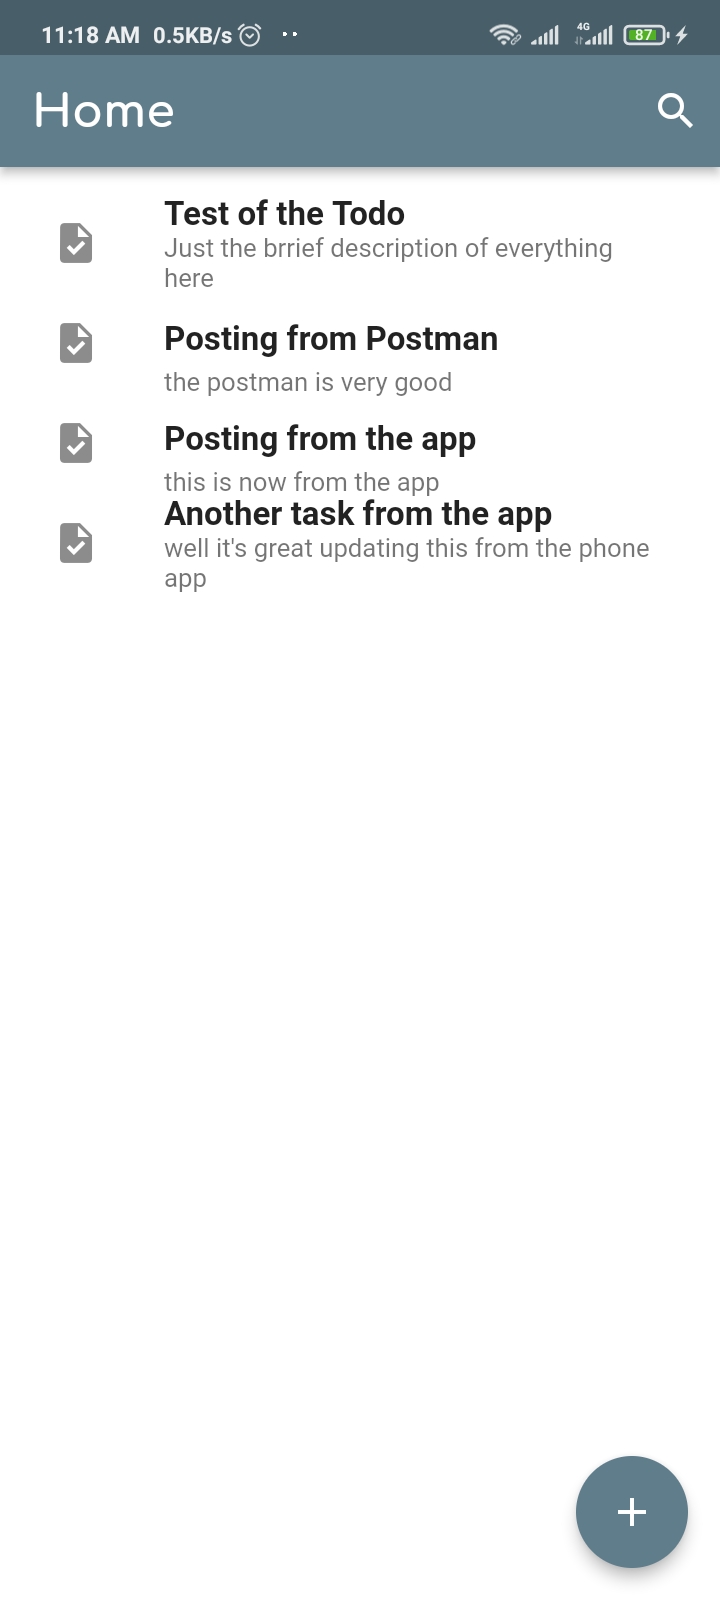 11:18 AM 0.5KB/s 4G 87
Home
Test of the Todo
Just the brrief description of everything
here
Posting from Postman
the postman is very good
Posting from the app
this is now from the app
Another task from the app
well it's great updating this from the phone
app